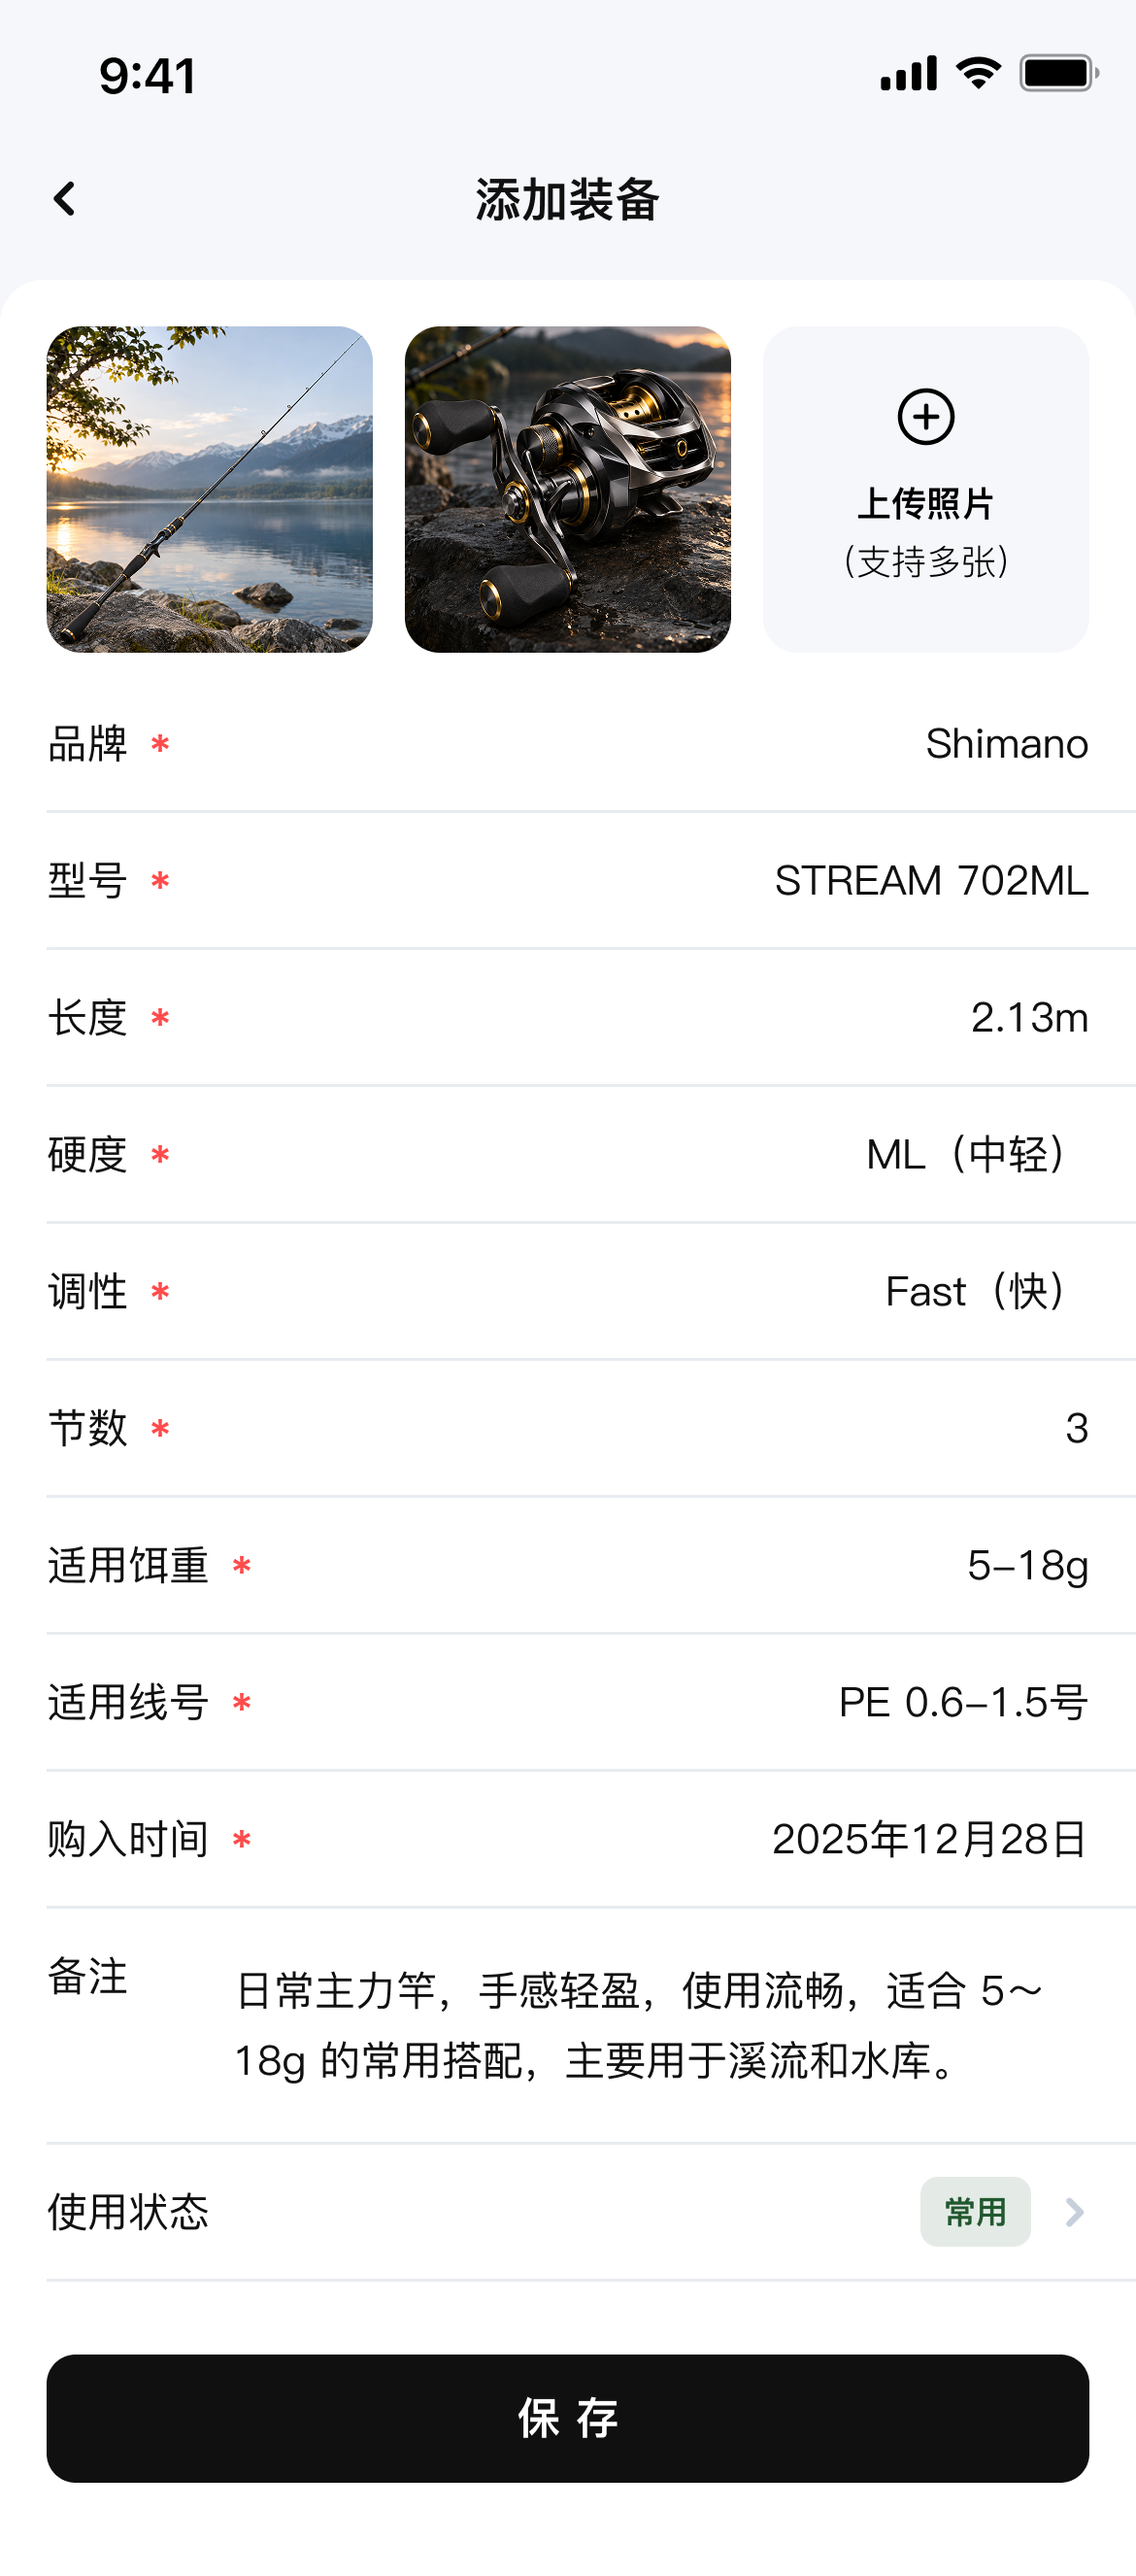 9:41
添加装备
上传照片
(支持多张)
品牌 * Shimano
型号 * STREAM 702ML
长度 * 2.13m
硬度 * ML（中轻）
调性 * Fast（快）
节数 * 3
适用饵重 * 5–18g
适用线号 * PE 0.6–1.5号
购入时间 * 2025年12月28日
备注 日常主力竿，手感轻盈，使用流畅，适合 5～
18g 的常用搭配，主要用于溪流和水库。
使用状态 常用
保存